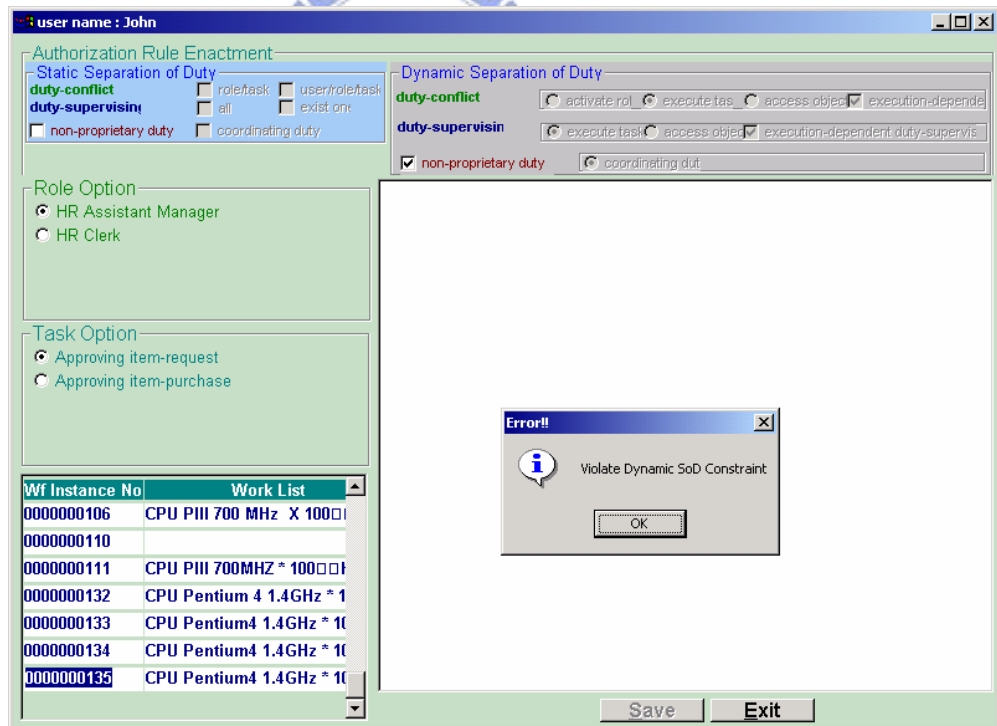 user name : John
Authorization Rule Enactment
Static Separation of Duty
duty-conflict role/task user/role/task
duty-supervising all exist one
non-proprietary duty coordinating duty
Dynamic Separation of Duty
duty-conflict activate rol execute tas access objec execution-depende
duty-supervisin execute task access objec execution-dependent duty-supervis
non-proprietary duty coordinating dut
Role Option
HR Assistant Manager
HR Clerk
Task Option
Approving item-request
Approving item-purchase
Wf Instance No Work List
0000000106 CPU PIII 700 MHz X 100□
0000000110
0000000111 CPU PIII 700MHZ * 100□□
0000000132 CPU Pentium 4 1.4GHz * 1
0000000133 CPU Pentium4 1.4GHz * 10
0000000134 CPU Pentium4 1.4GHz * 10
0000000135 CPU Pentium4 1.4GHz * 10
Error!!
Violate Dynamic SoD Constraint
OK
Save Exit